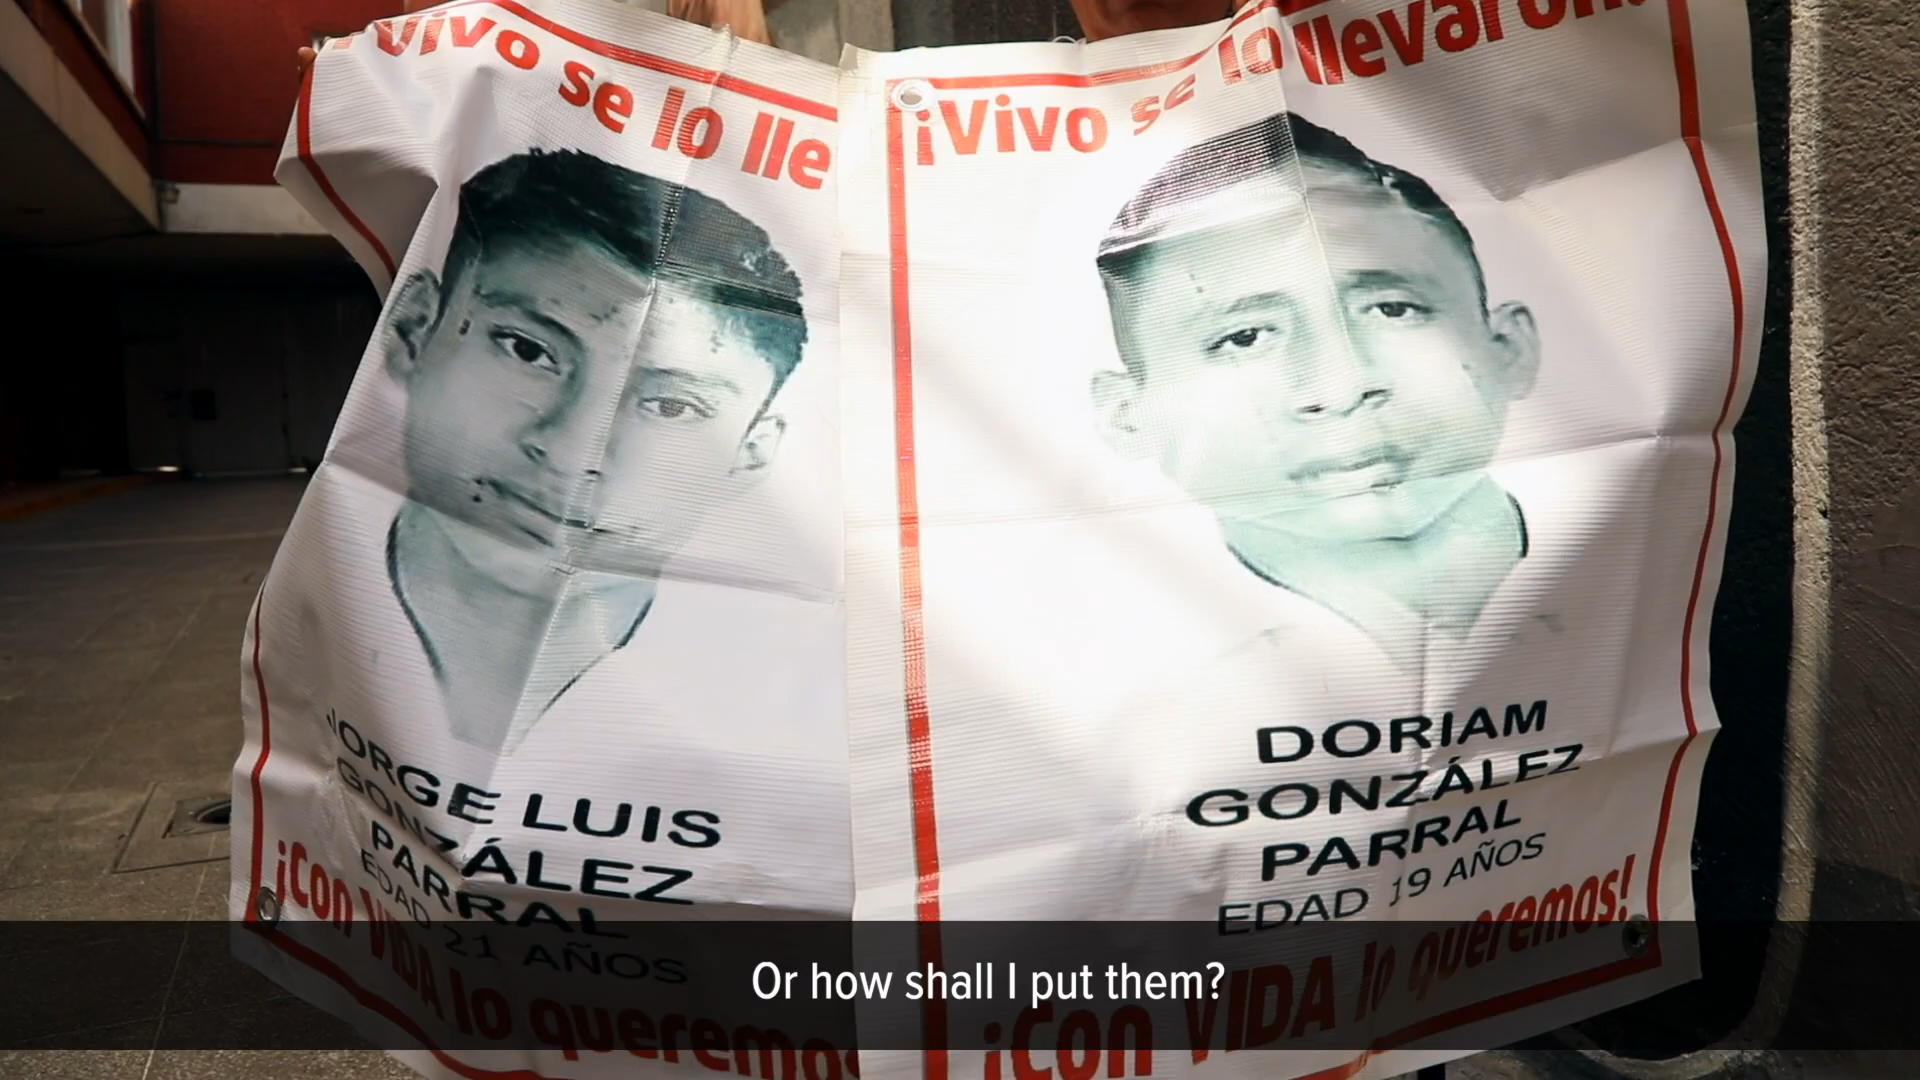 ¡Vivo se lo lle
JORGE LUIS
GONZÁLEZ
PARRAL
EDAD 21 AÑOS
¡Con VIDA lo queremos
¡Vivo se lo llevaron!
DORIAM
GONZÁLEZ
PARRAL
EDAD 19 AÑOS
¡Con VIDA lo queremos!
Or how shall I put them?